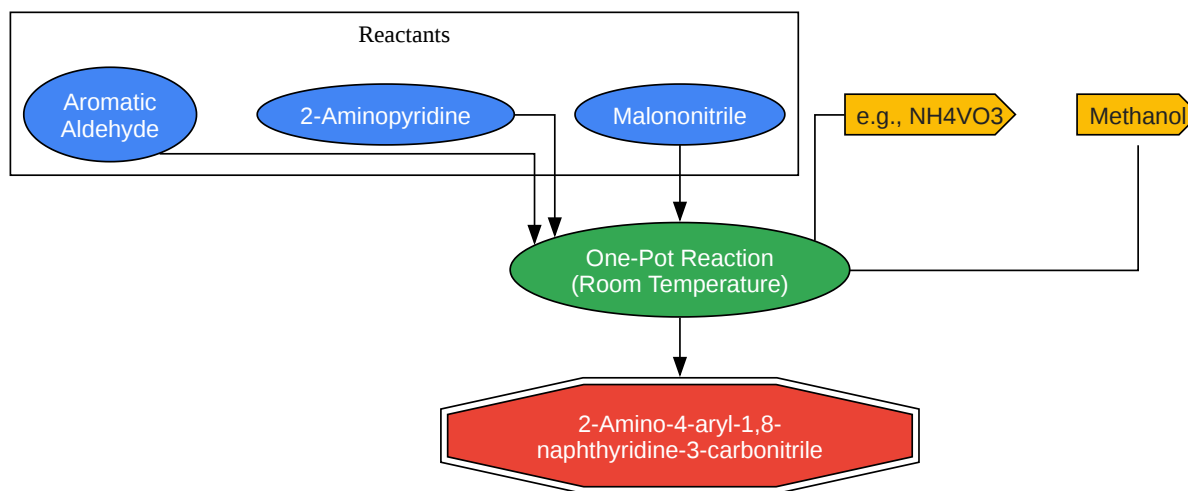 Reactants
Aromatic
Aldehyde
2-Aminopyridine
Malononitrile
e.g., NH4VO3
Methanol
One-Pot Reaction
(Room Temperature)
2-Amino-4-aryl-1,8-
naphthyridine-3-carbonitrile